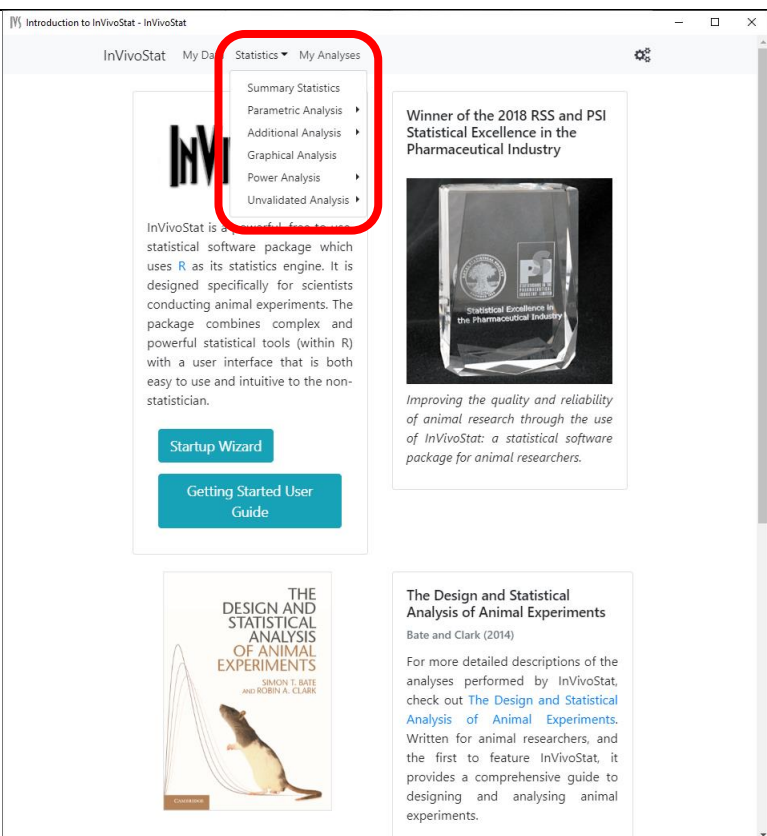 Introduction to InVivoStat - InVivoStat
InVivoStat My Da Statistics My Analyses
Summary Statistics
Parametric Analysis
Additional Analysis
Graphical Analysis
Power Analysis
Unvalidated Analysis
InVi
InVivoStat is a powerful, free to use,
statistical software package which
uses R as its statistics engine. It is
designed specifically for scientists
conducting animal experiments. The
package combines complex and
powerful statistical tools (within R)
with a user interface that is both
easy to use and intuitive to the non-
statistician.
Startup Wizard
Getting Started User
Guide
Winner of the 2018 RSS and PSI
Statistical Excellence in the
Pharmaceutical Industry
PSI
Statistical Excellence in
the Pharmaceutical Industry
Improving the quality and reliability
of animal research through the use
of InVivoStat: a statistical software
package for animal researchers.
THE
DESIGN AND
STATISTICAL
ANALYSIS
OF ANIMAL
EXPERIMENTS
SIMON T. BATE
AND ROBIN A. CLARK
CAMBRIDGE
The Design and Statistical
Analysis of Animal Experiments
Bate and Clark (2014)
For more detailed descriptions of the
analyses performed by InVivoStat,
check out The Design and Statistical
Analysis of Animal Experiments.
Written for animal researchers, and
the first to feature InVivoStat, it
provides a comprehensive guide to
designing and analysing animal
experiments.